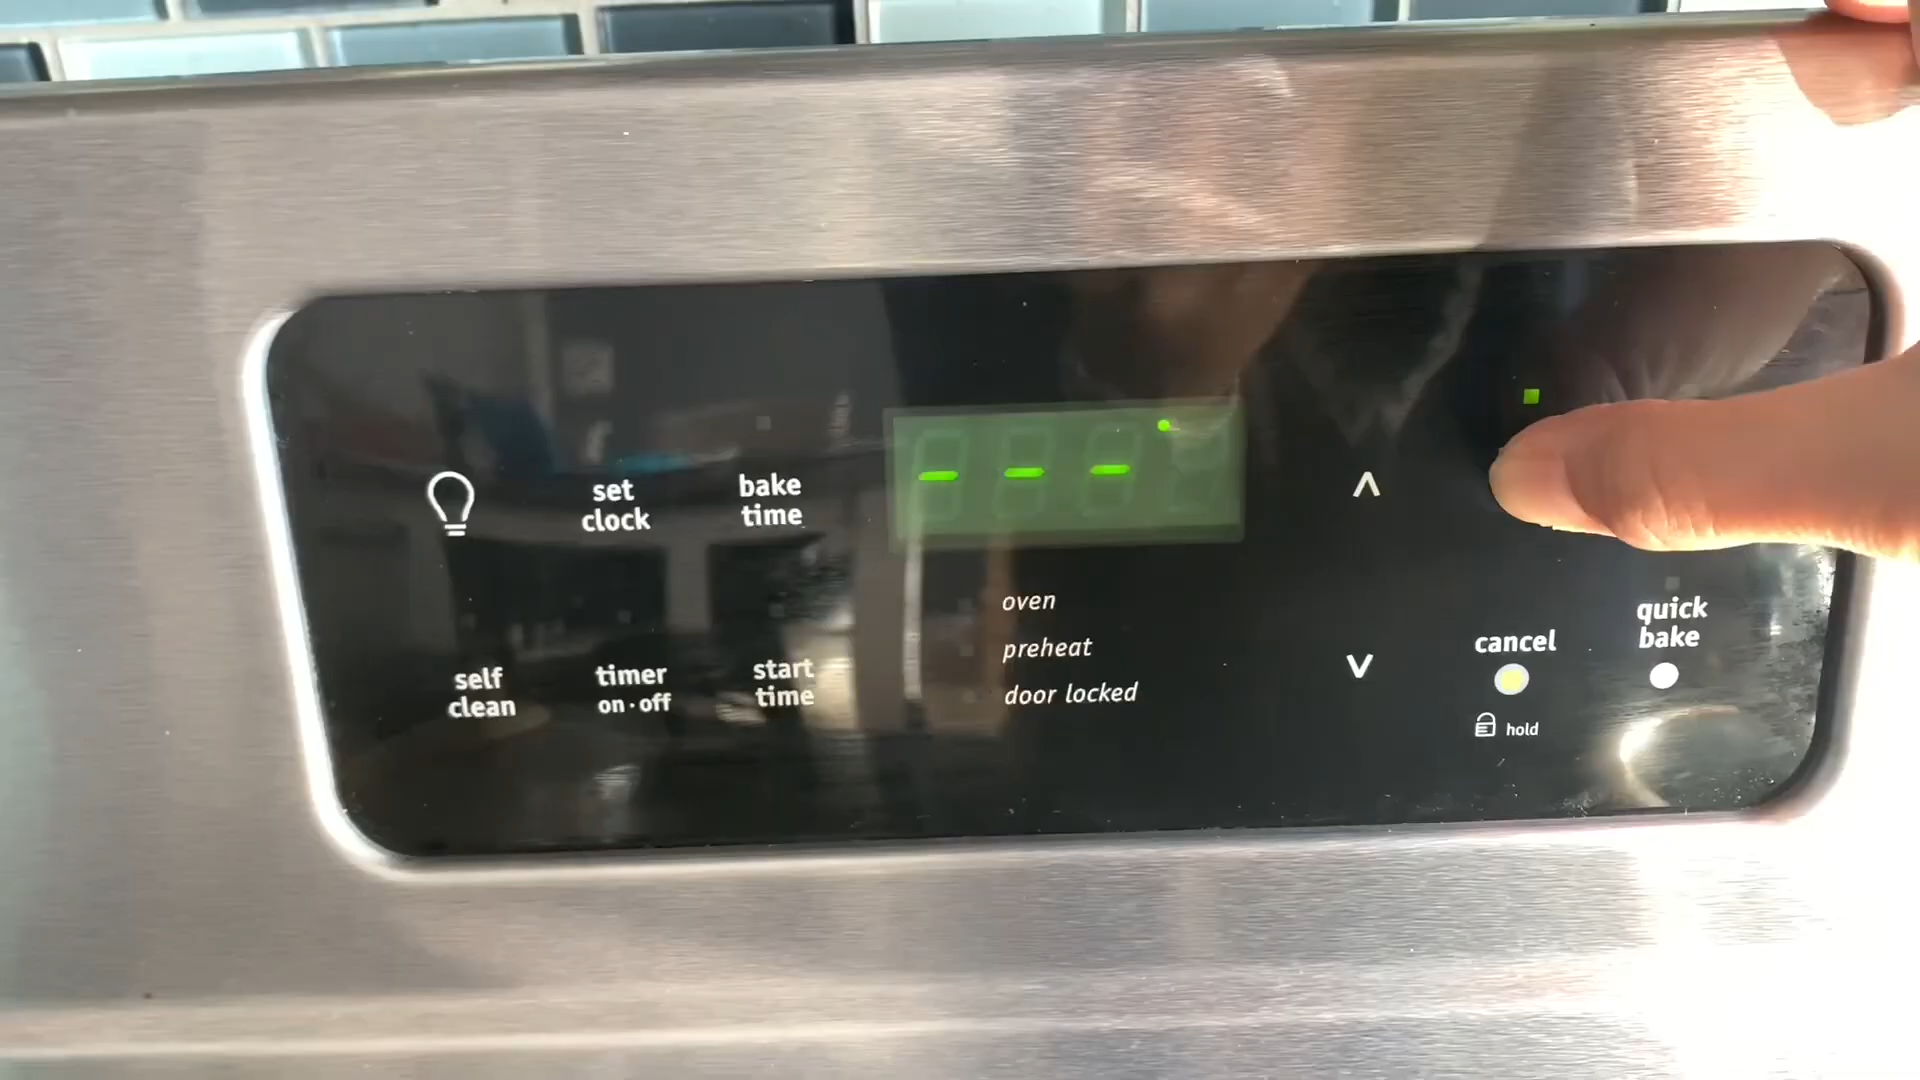 set
clock
bake
time
- - -
self
clean
timer
on·off
start
time
oven
preheat
door locked
cancel
hold
quick
bake